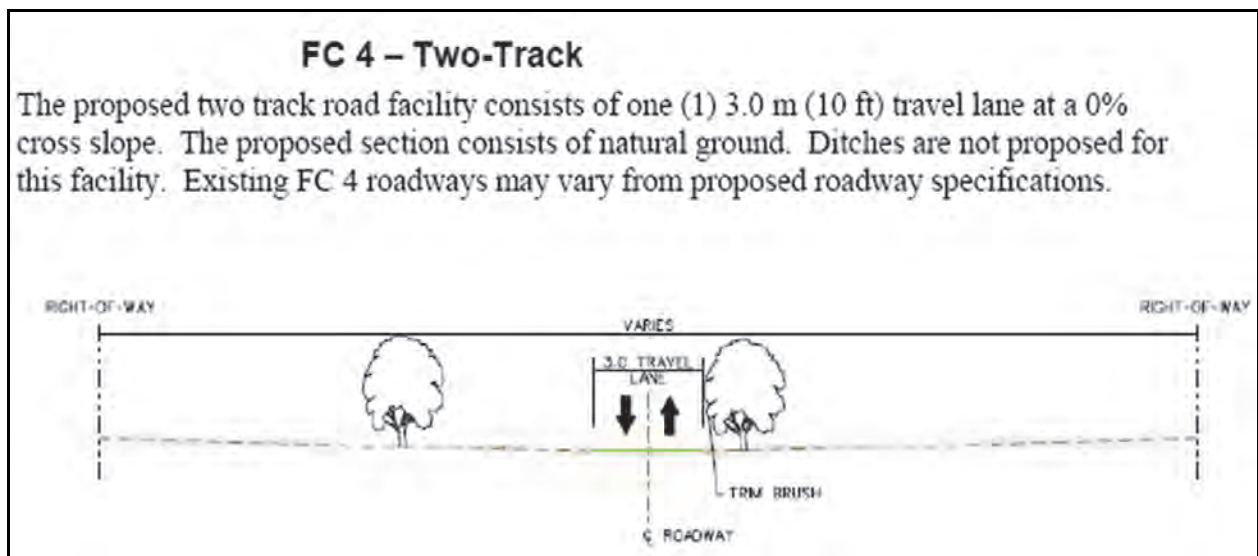 FC 4 – Two-Track
The proposed two track road facility consists of one (1) 3.0 m (10 ft) travel lane at a 0%
cross slope.  The proposed section consists of natural ground.  Ditches are not proposed for
this facility.  Existing FC 4 roadways may vary from proposed roadway specifications.
RIGHT-OF-WAY
RIGHT-OF-WAY
VARIES
3.0 TRAVEL
LANE
TRIM BRUSH
℄ ROADWAY